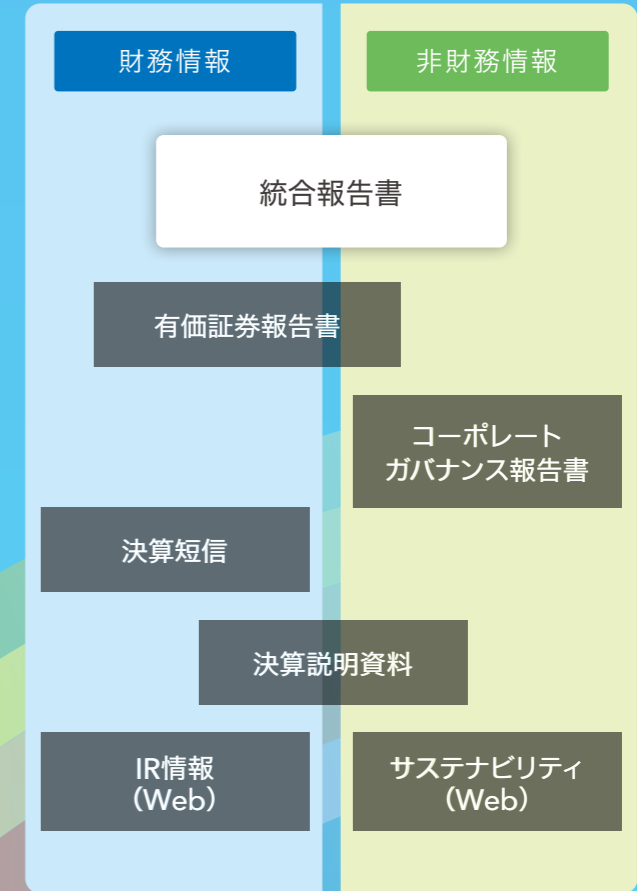 財務情報
非財務情報
統合報告書
有価証券報告書
コーポレート
ガバナンス報告書
決算短信
決算説明資料
IR情報
（Web）
サステナビリティ
（Web）